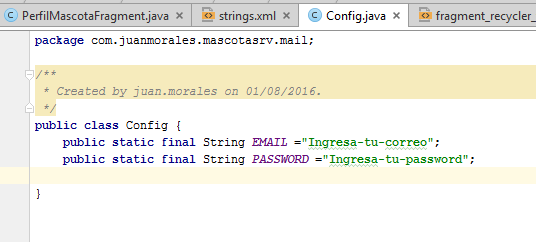 PerfilMascotaFragment.java strings.xml Config.java fragment_recycler_
package com.juanmorales.mascotasrv.mail;
/**
* Created by juan.morales on 01/08/2016.
*/
public class Config {
public static final String EMAIL ="Ingresa-tu-correo";
public static final String PASSWORD ="Ingresa-tu-password";
}